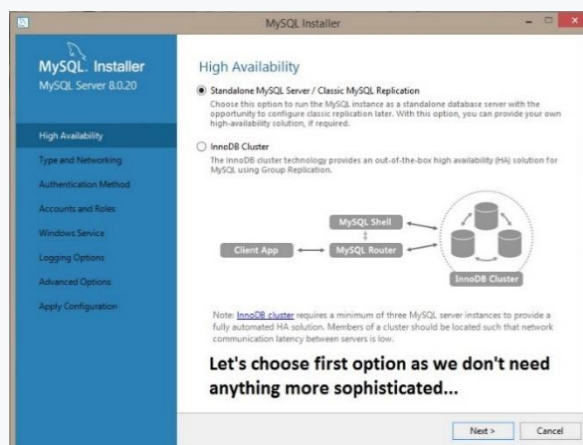 MySQL Installer
MySQL. Installer
MySQL Server 8.0.20
High Availability
Type and Networking
Authentication Method
Accounts and Roles
Windows Service
Logging Options
Advanced Options
Apply Configuration
High Availability
Standalone MySQL Server / Classic MySQL Replication
Choose this option to run the MySQL instance as a standalone database server with the
opportunity to configure classic replication later. With this option, you can provide your own
high-availability solution, if required.
InnoDB Cluster
The InnoDB cluster technology provides an out-of-the-box high availability (HA) solution for
MySQL using Group Replication.
MySQL Shell
Client App
MySQL Router
InnoDB Cluster
Note: InnoDB cluster requires a minimum of three MySQL server instances to provide a
fully automated HA solution. Members of a cluster should be located such that network
communication latency between servers is low.
Let's choose first option as we don't need
anything more sophisticated...
Next >
Cancel